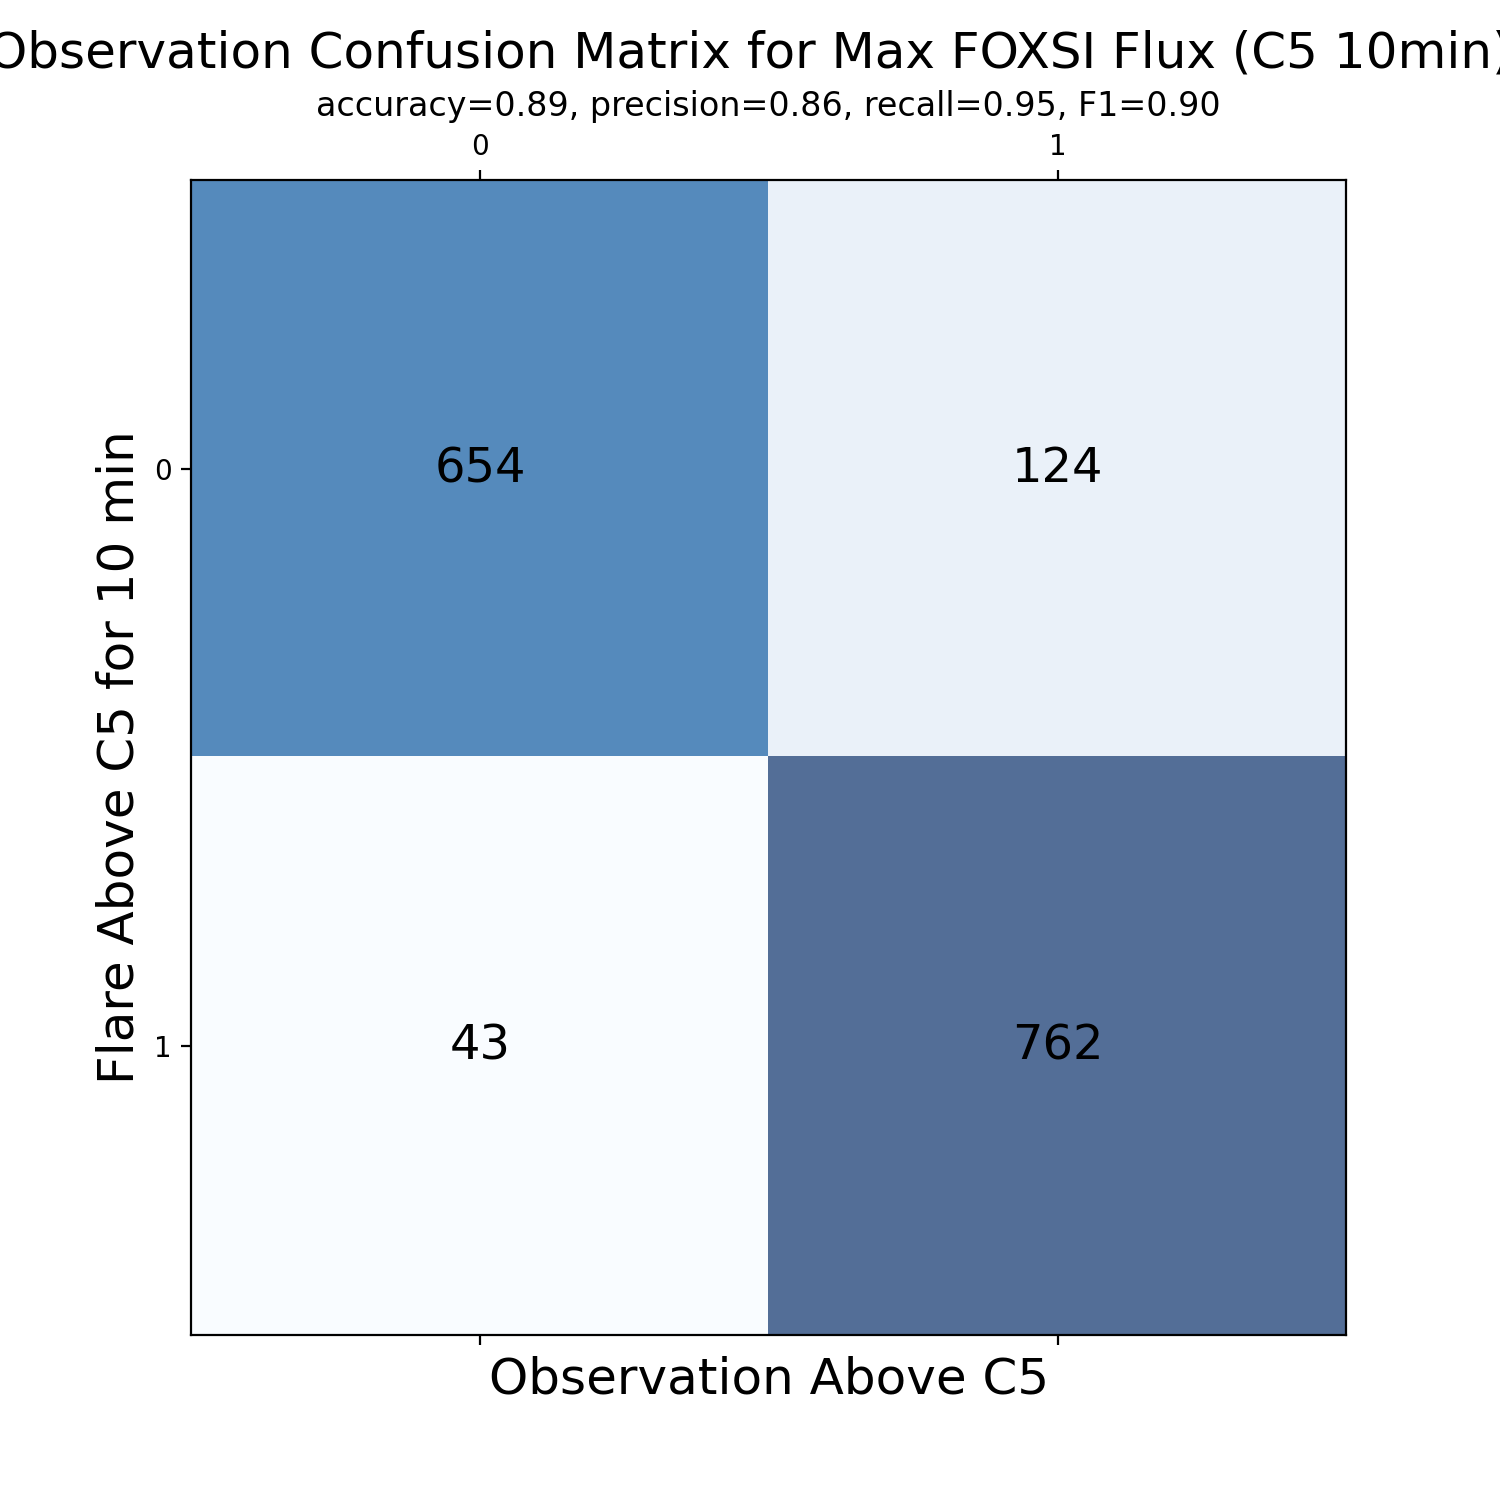 Observation Confusion Matrix for Max FOXSI Flux (C5 10min)
accuracy=0.89, precision=0.86, recall=0.95, F1=0.90
0 1
0
654 124
1
43 762
Flare Above C5 for 10 min
Observation Above C5